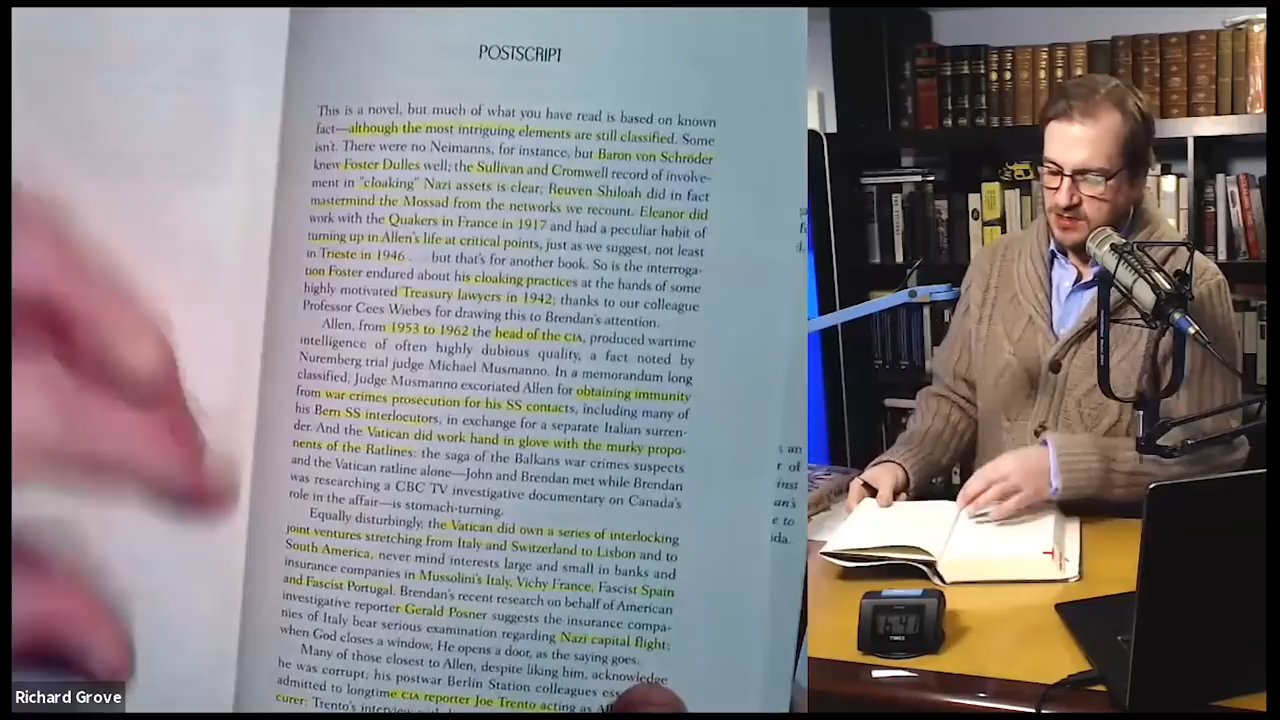 POSTSCRIPT
This is a novel, but much of what you have read is based on known
fact—although the most intriguing elements are still classified. Some
isn't. There were no Neimanns, for instance, but Baron von Schröder
knew Foster Dulles well; the Sullivan and Cromwell record of involve-
ment in "cloaking" Nazi assets is clear; Reuven Shiloah did in fact
mastermind the Mossad from the networks we recount. Eleanor did
work with the Quakers in France in 1917 and had a peculiar habit of
turning up in Allen's life at critical points, just as we suggest, not least
in Trieste in 1946 . . . but that's for another book. So is the interroga-
tion Foster endured about his cloaking practices at the hands of some
highly motivated Treasury lawyers in 1942; thanks to our colleague
Professor Cees Wiebes for drawing this to Brendan's attention.
Allen, from 1953 to 1962 the head of the CIA, produced wartime
intelligence of often highly dubious quality, a fact noted by
Nuremberg trial judge Michael Musmanno. In a memorandum long
classified, Judge Musmanno excoriated Allen for obtaining immunity
from war crimes prosecution for his SS contacts, including many of
his Bern SS interlocutors, in exchange for a separate Italian surren-
der. And the Vatican did work hand in glove with the murky propo-
nents of the Ratlines: the saga of the Balkans war crimes suspects
and the Vatican ratline alone—John and Brendan met while Brendan
was researching a CBC TV investigative documentary on Canada's
role in the affair—is stomach-turning.
Equally disturbingly, the Vatican did own a series of interlocking
joint ventures stretching from Italy and Switzerland to Lisbon and to
South America, never mind interests large and small in banks and
insurance companies in Mussolini's Italy, Vichy France, Fascist Spain
and Fascist Portugal. Brendan's recent research on behalf of American
investigative reporter Gerald Posner suggests the insurance compa-
nies of Italy bear serious examination regarding Nazi capital flight;
when God closes a window, He opens a door, as the saying goes.
Many of those closest to Allen, despite liking him, acknowledge
he was corrupt; his postwar Berlin Station colleagues
admitted to longtime CIA reporter Joe Trento acting as
curer; Trento's
Richard Grove
TIMEX